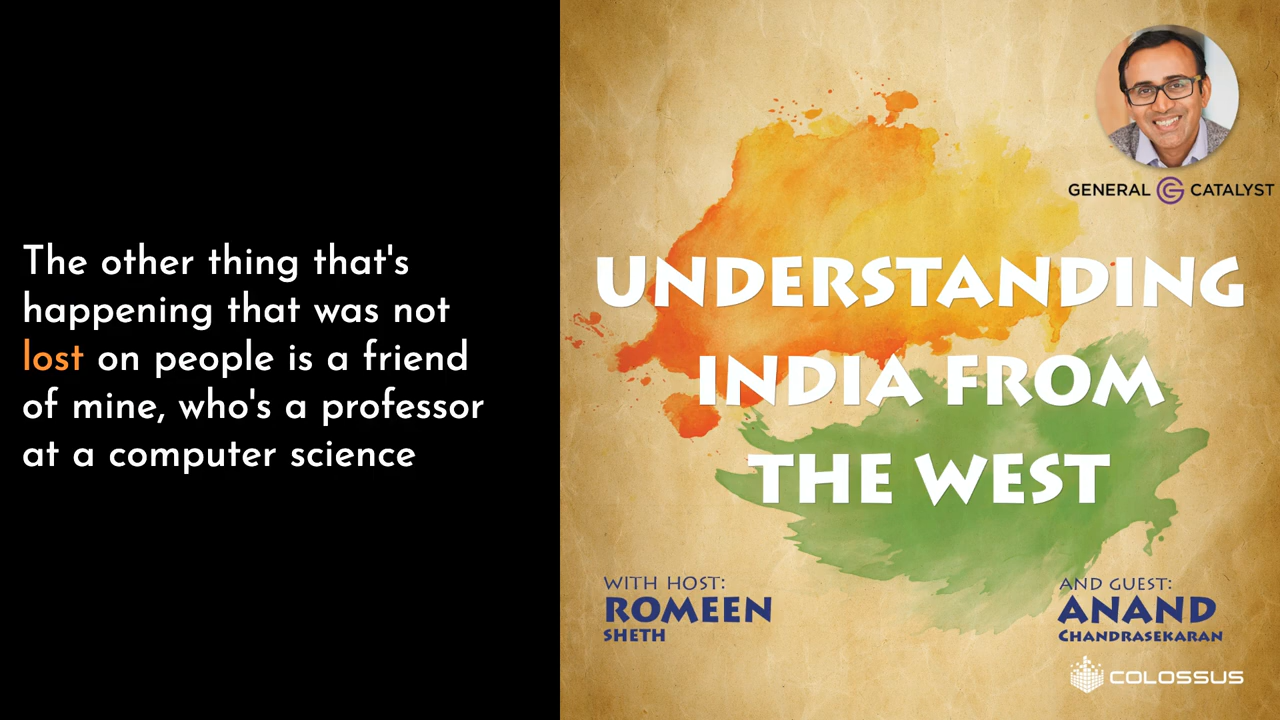 The other thing that's
happening that was not
lost on people is a friend
of mine, who's a professor
at a computer science
GENERAL CATALYST
UNDERSTANDING
INDIA FROM
THE WEST
WITH HOST:
ROMEEN
SHETH
AND GUEST:
ANAND
CHANDRASEKARAN
COLOSSUS